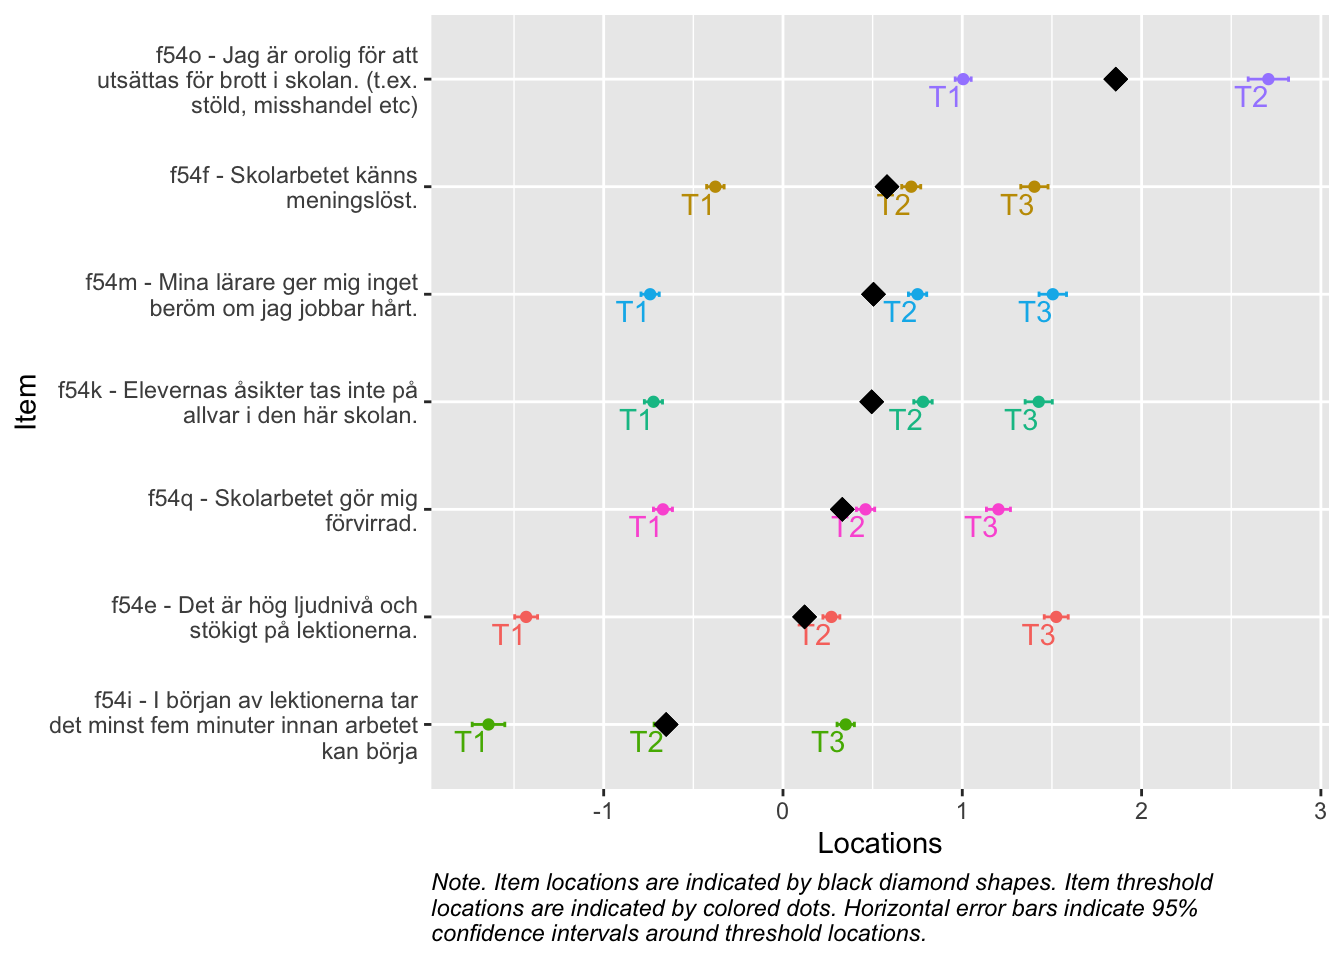 f54o - Jag är orolig för att
utsättas för brott i skolan. (t.ex.
stöld, misshandel etc)
T1
T2
f54f - Skolarbetet känns
meningslöst.
T1
T2
T3
f54m - Mina lärare ger mig inget
beröm om jag jobbar hårt.
T1
T2
T3
f54k - Elevernas åsikter tas inte på
allvar i den här skolan.
T1
T2
T3
f54q - Skolarbetet gör mig
förvirrad.
T1
T2
T3
f54e - Det är hög ljudnivå och
stökigt på lektionerna.
T1
T2
T3
f54i - I början av lektionerna tar
det minst fem minuter innan arbetet
kan börja
T1
T2
T3
Item
-1
0
1
2
3
Locations
Note. Item locations are indicated by black diamond shapes. Item threshold
locations are indicated by colored dots. Horizontal error bars indicate 95%
confidence intervals around threshold locations.